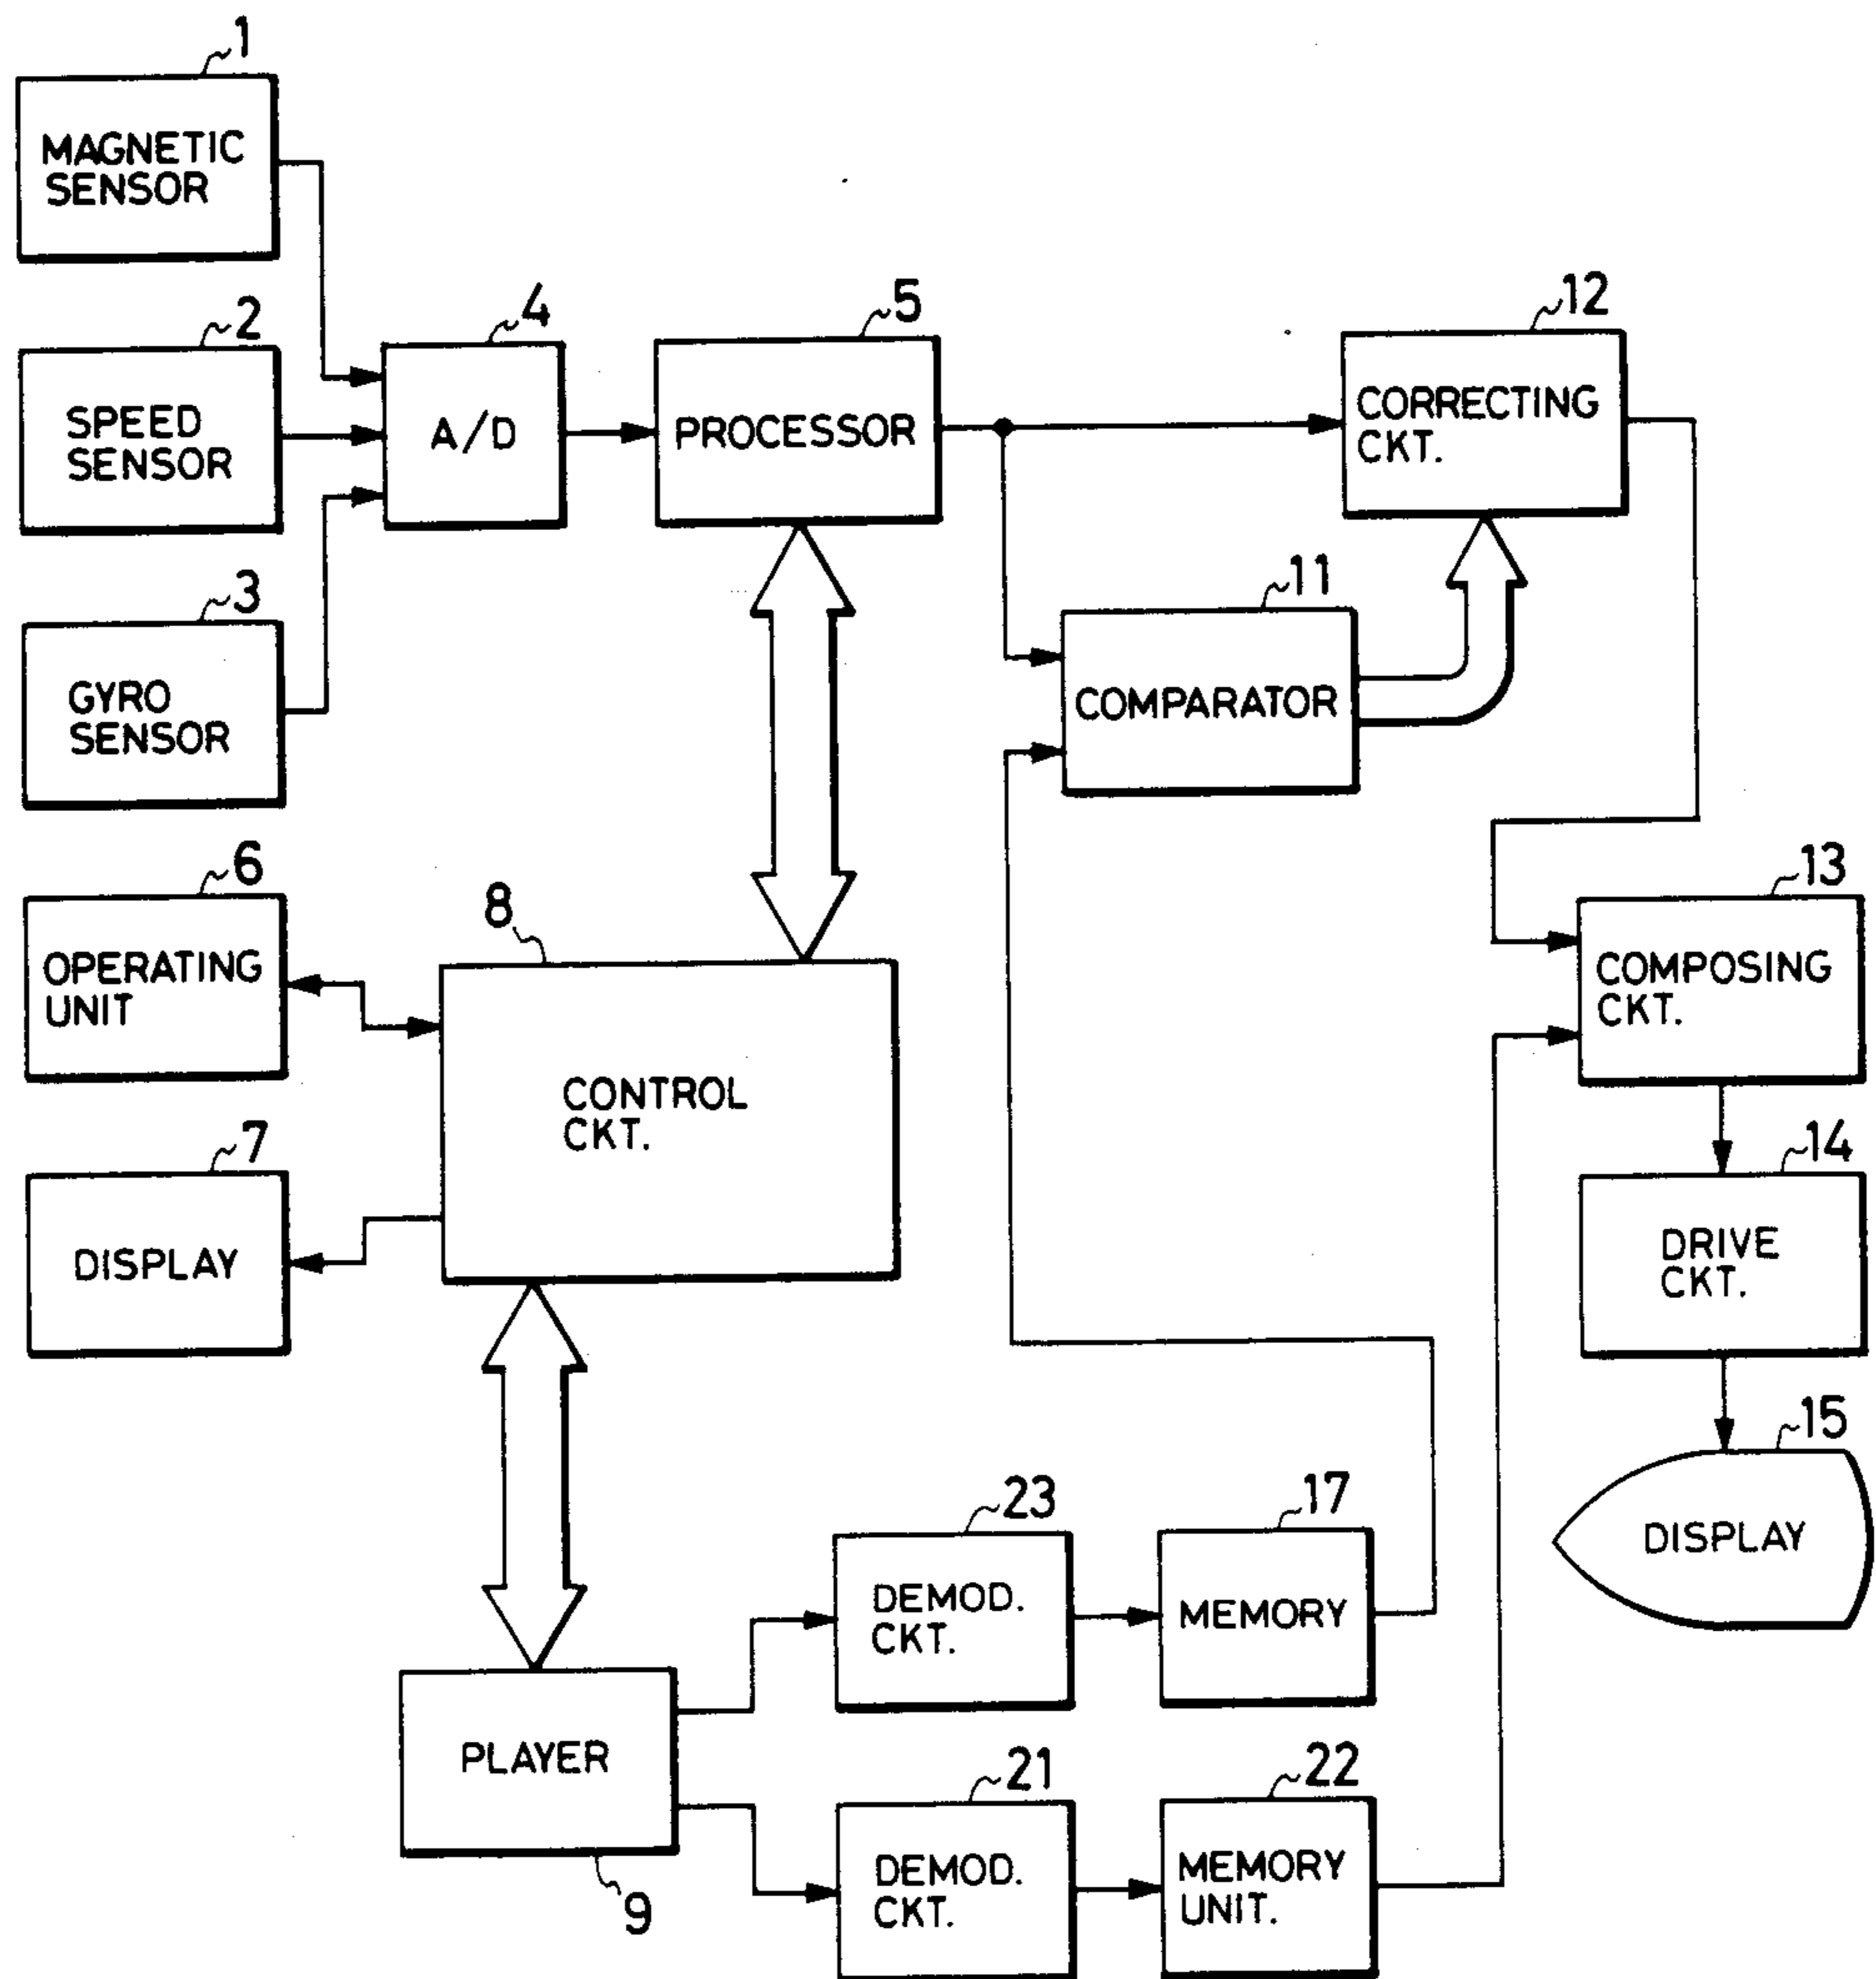 1
MAGNETIC
SENSOR
2
SPEED
SENSOR
3
GYRO
SENSOR
4
A/D
5
PROCESSOR
12
CORRECTING
CKT.
11
COMPARATOR
6
OPERATING
UNIT
7
DISPLAY
8
CONTROL
CKT.
13
COMPOSING
CKT.
14
DRIVE
CKT.
15
DISPLAY
23
DEMOD.
CKT.
17
MEMORY
PLAYER
9
21
DEMOD.
CKT.
22
MEMORY
UNIT.